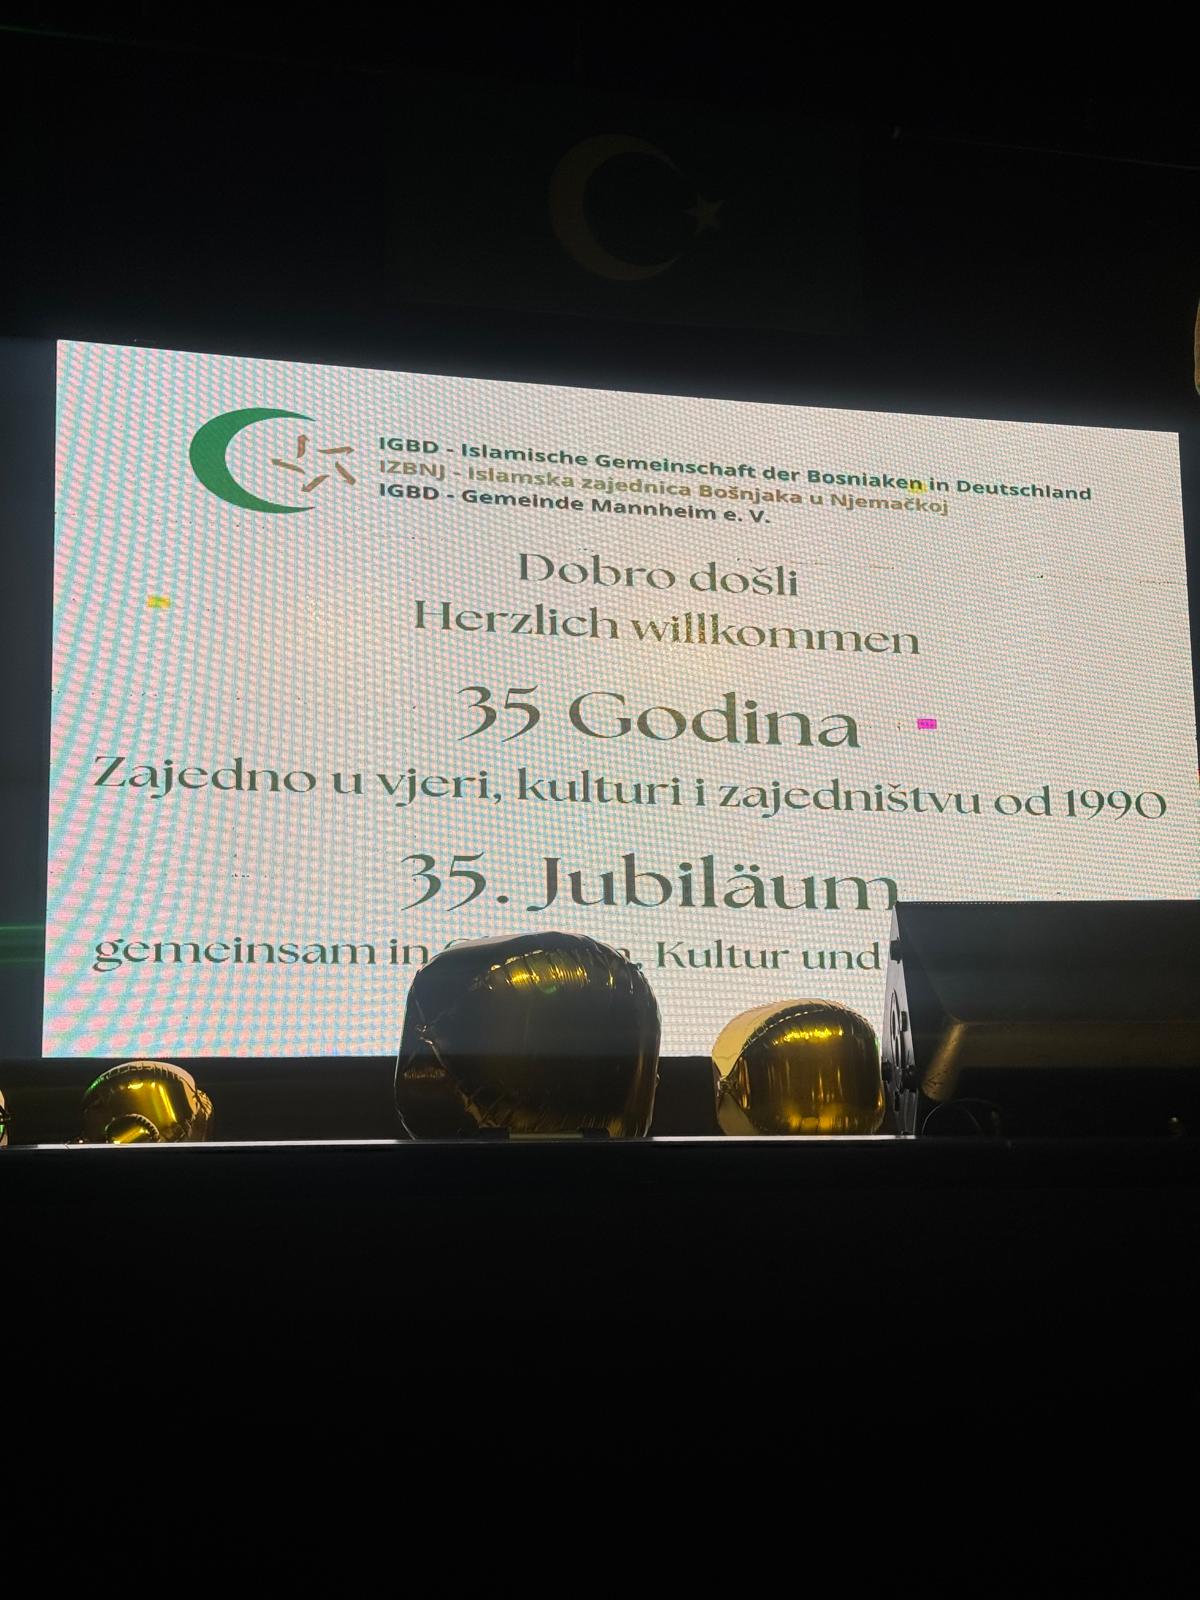 IGBD - Islamische Gemeinschaft der Bosniaken in Deutschland
IZBNJ - Islamska zajednica Bošnjaka u Njemačkoj
IGBD - Gemeinde Mannheim e. V.
Dobro došli
Herzlich willkommen
35 Godina
Zajedno u vjeri, kulturi i zajedništvu od 1990
35. Jubiläum
gemeinsam in , Kultur und